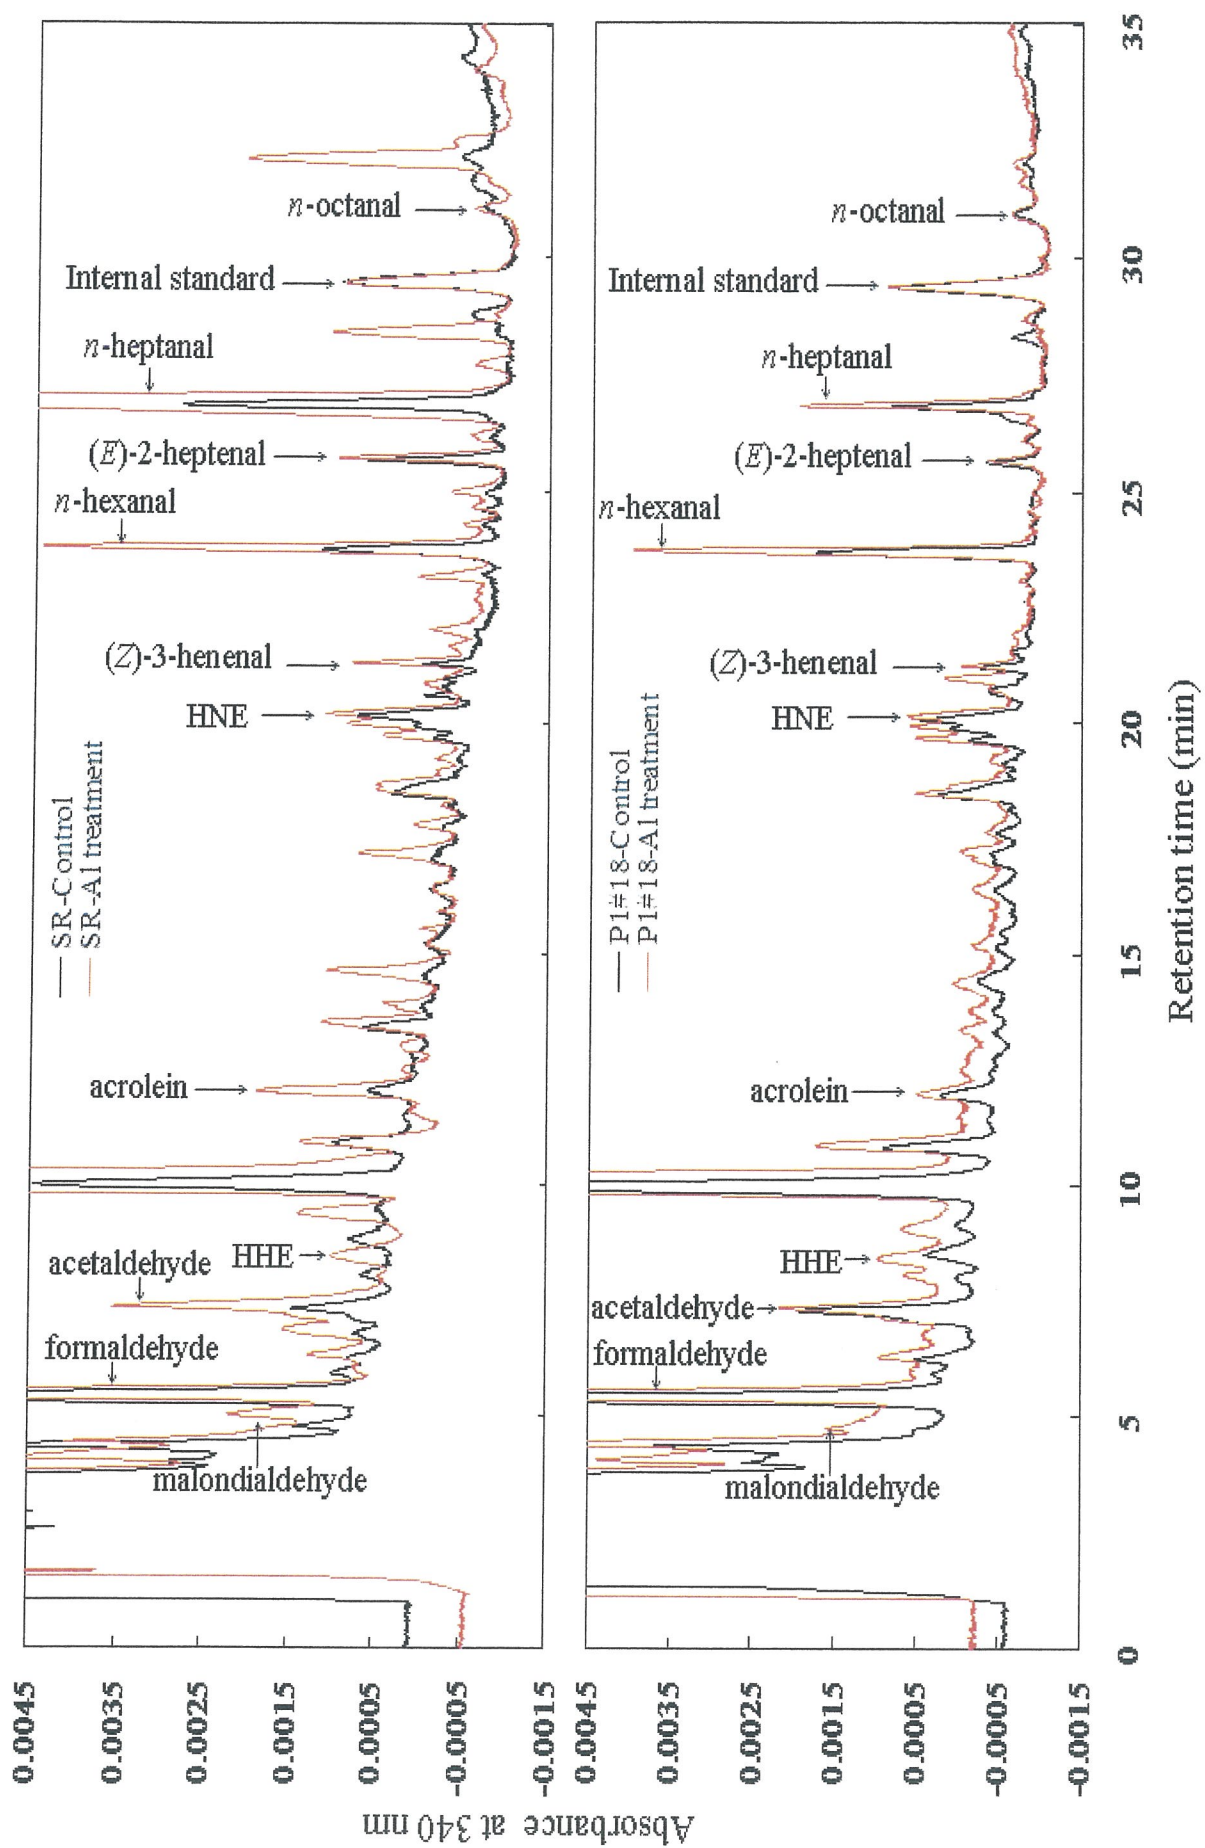 SR-Control
SR-Al treatment
malondialdehyde
formaldehyde
acetaldehyde
HHE
acrolein
HNE
(Z)-3-henenal
n-hexanal
(E)-2-heptenal
n-heptanal
Internal standard
n-octanal
P1#18-Control
P1#18-Al treatment
malondialdehyde
formaldehyde
acetaldehyde
HHE
acrolein
HNE
(Z)-3-henenal
n-hexanal
(E)-2-heptenal
n-heptanal
Internal standard
n-octanal
0.0045
0.0035
0.0025
0.0015
0.0005
-0.0005
-0.0015
0.0045
0.0035
0.0025
0.0015
0.0005
-0.0005
-0.0015
Absorbance at 340 nm
0 5 10 15 20 25 30 35
Retention time (min)